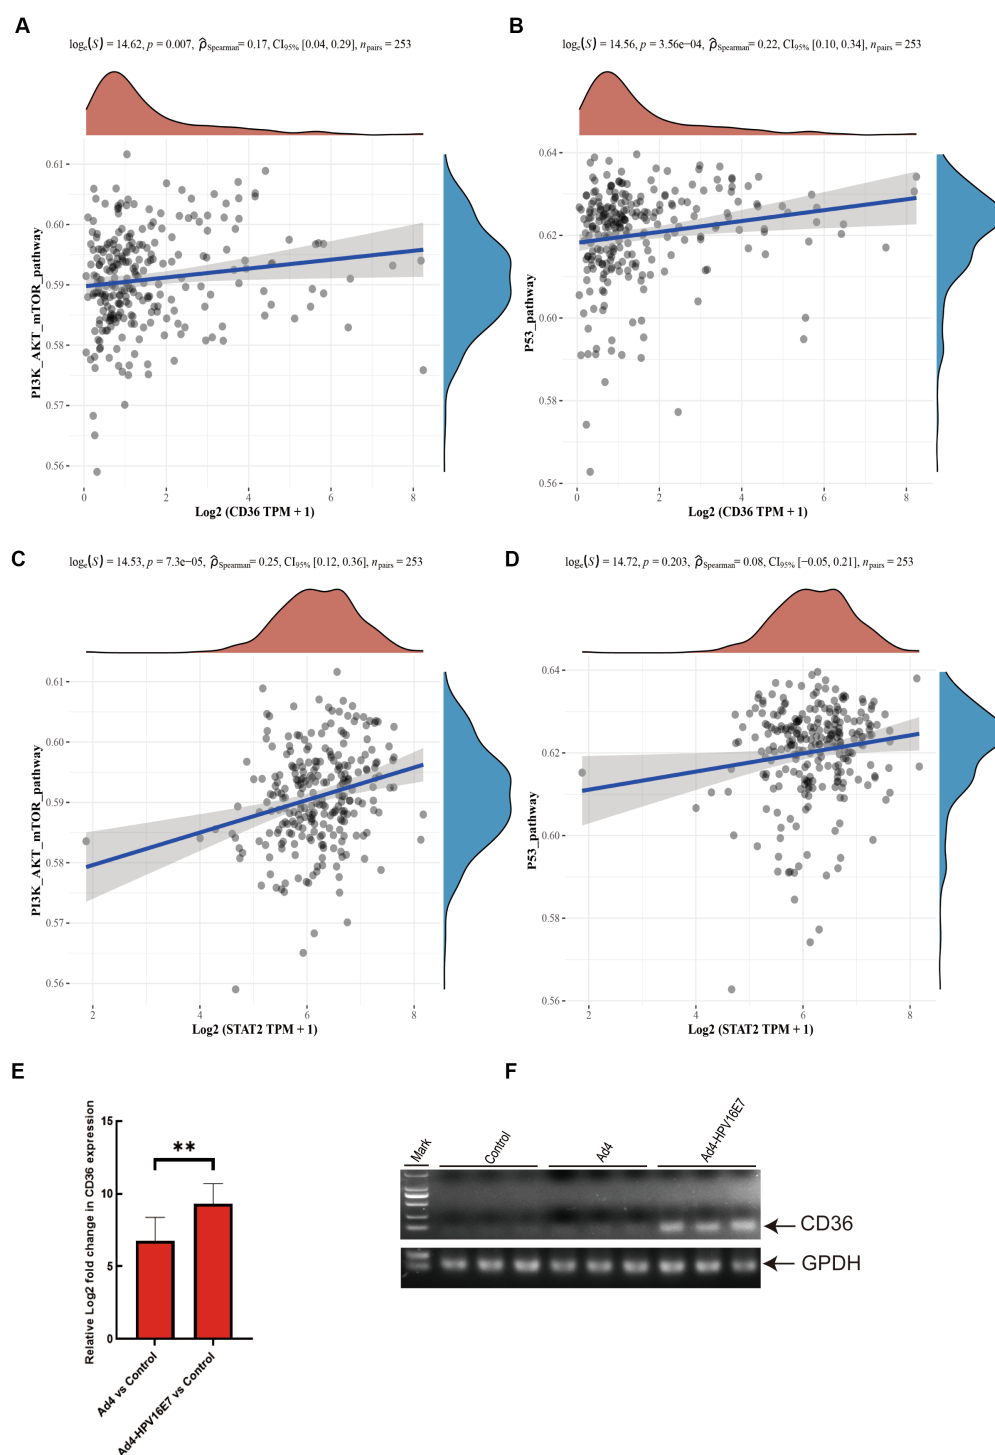 A
logₑ(S) = 14.62, p = 0.007, ρ̂Spearman = 0.17, CI95% [0.04, 0.29], npairs = 253
0.61
0.60
0.59
0.58
0.57
0.56
PI3K_AKT_mTOR_pathway
0 2 4 6 8
Log2 (CD36 TPM + 1)
B
logₑ(S) = 14.56, p = 3.56e−04, ρ̂Spearman = 0.22, CI95% [0.10, 0.34], npairs = 253
0.64
0.62
0.60
0.58
0.56
P53_pathway
0 2 4 6 8
Log2 (CD36 TPM + 1)
C
logₑ(S) = 14.53, p = 7.3e−05, ρ̂Spearman = 0.25, CI95% [0.12, 0.36], npairs = 253
0.61
0.60
0.59
0.58
0.57
0.56
PI3K_AKT_mTOR_pathway
2 4 6 8
Log2 (STAT2 TPM + 1)
D
logₑ(S) = 14.72, p = 0.203, ρ̂Spearman = 0.08, CI95% [−0.05, 0.21], npairs = 253
0.64
0.62
0.60
0.58
0.56
P53_pathway
2 4 6 8
Log2 (STAT2 TPM + 1)
E
Relative Log2 fold change in CD36 expression
15
10
5
0
**
Ad4 vs Control
Ad4-HPV16E7 vs Control
F
Mark
Control
Ad4
Ad4-HPV16E7
CD36
GPDH